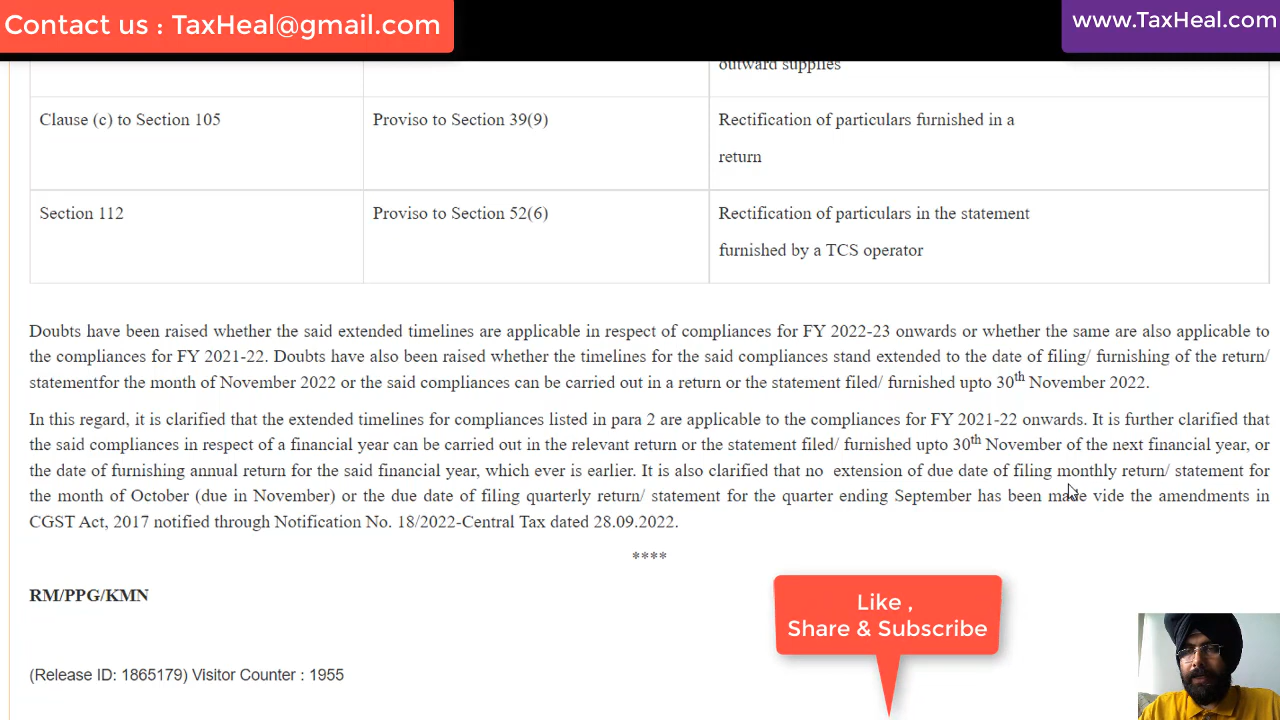 Contact us : TaxHeal@gmail.com
www.TaxHeal.com
outward supplies
Clause (c) to Section 105
Proviso to Section 39(9)
Rectification of particulars furnished in a
return
Section 112
Proviso to Section 52(6)
Rectification of particulars in the statement
furnished by a TCS operator
Doubts have been raised whether the said extended timelines are applicable in respect of compliances for FY 2022-23 onwards or whether the same are also applicable to
the compliances for FY 2021-22. Doubts have also been raised whether the timelines for the said compliances stand extended to the date of filing/ furnishing of the return/
statementfor the month of November 2022 or the said compliances can be carried out in a return or the statement filed/ furnished upto 30th November 2022.
In this regard, it is clarified that the extended timelines for compliances listed in para 2 are applicable to the compliances for FY 2021-22 onwards. It is further clarified that
the said compliances in respect of a financial year can be carried out in the relevant return or the statement filed/ furnished upto 30th November of the next financial year, or
the date of furnishing annual return for the said financial year, which ever is earlier. It is also clarified that no extension of due date of filing monthly return/ statement for
the month of October (due in November) or the due date of filing quarterly return/ statement for the quarter ending September has been made vide the amendments in
CGST Act, 2017 notified through Notification No. 18/2022-Central Tax dated 28.09.2022.
****
RM/PPG/KMN
(Release ID: 1865179) Visitor Counter : 1955
Like ,
Share & Subscribe